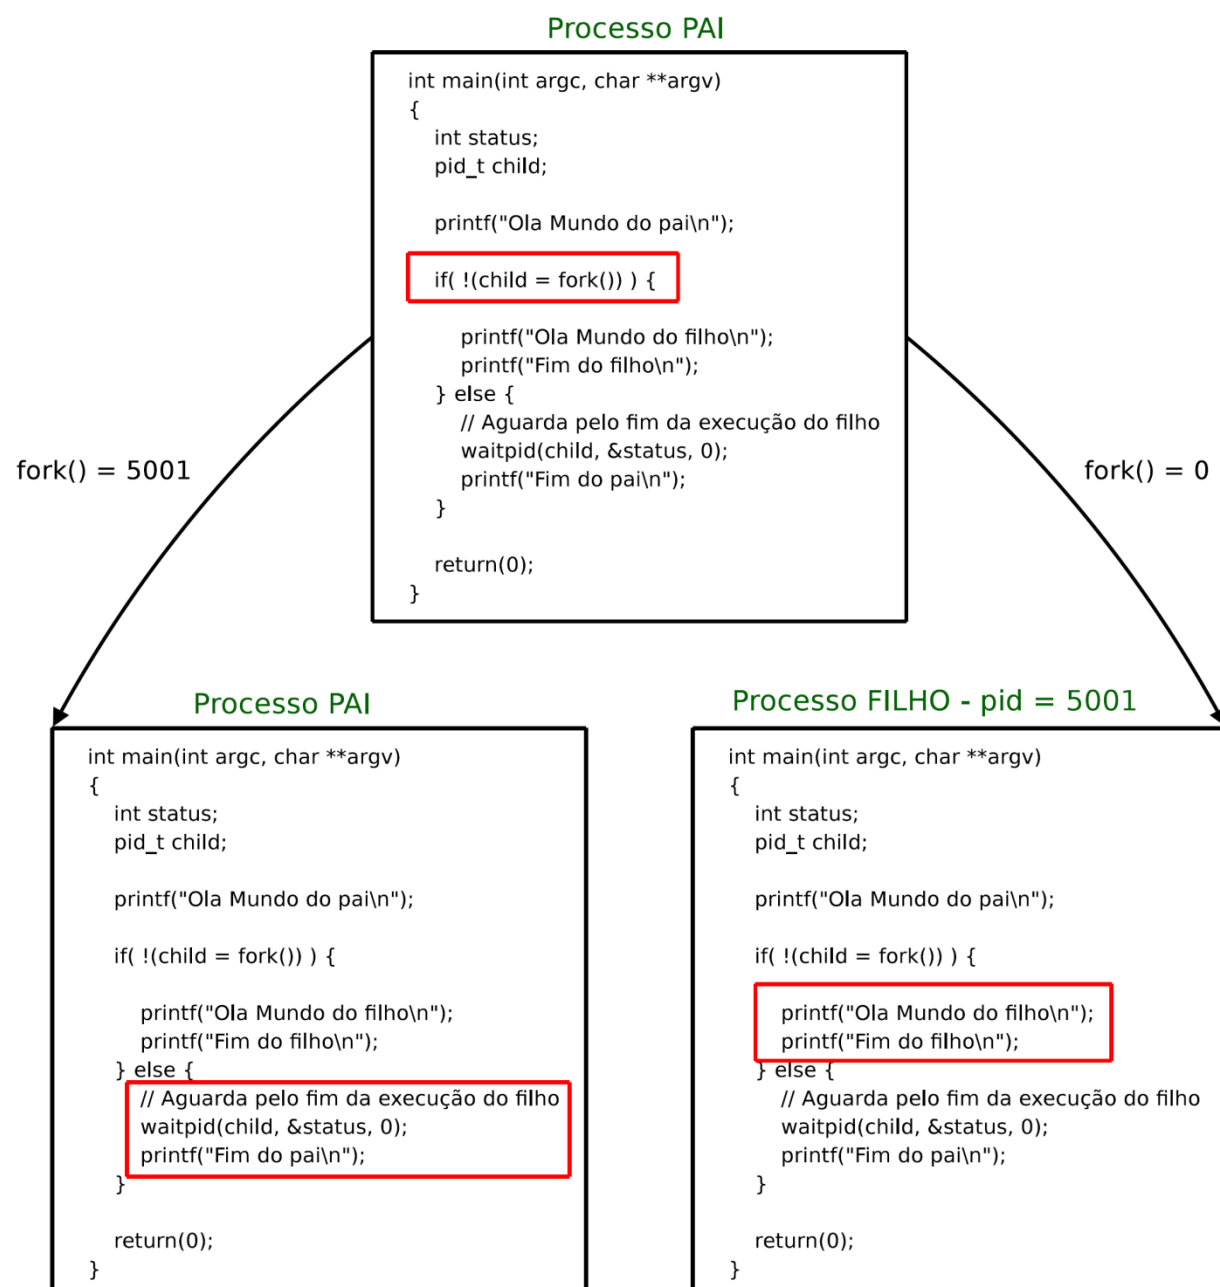 Processo PAI
int main(int argc, char **argv)
{
int status;
pid_t child;
printf("Ola Mundo do pai\n");
if( !(child = fork()) ) {
printf("Ola Mundo do filho\n");
printf("Fim do filho\n");
} else {
// Aguarda pelo fim da execução do filho
waitpid(child, &status, 0);
printf("Fim do pai\n");
}
return(0);
}
fork() = 5001
fork() = 0
Processo PAI
int main(int argc, char **argv)
{
int status;
pid_t child;
printf("Ola Mundo do pai\n");
if( !(child = fork()) ) {
printf("Ola Mundo do filho\n");
printf("Fim do filho\n");
} else {
// Aguarda pelo fim da execução do filho
waitpid(child, &status, 0);
printf("Fim do pai\n");
}
return(0);
}
Processo FILHO - pid = 5001
int main(int argc, char **argv)
{
int status;
pid_t child;
printf("Ola Mundo do pai\n");
if( !(child = fork()) ) {
printf("Ola Mundo do filho\n");
printf("Fim do filho\n");
} else {
// Aguarda pelo fim da execução do filho
waitpid(child, &status, 0);
printf("Fim do pai\n");
}
return(0);
}